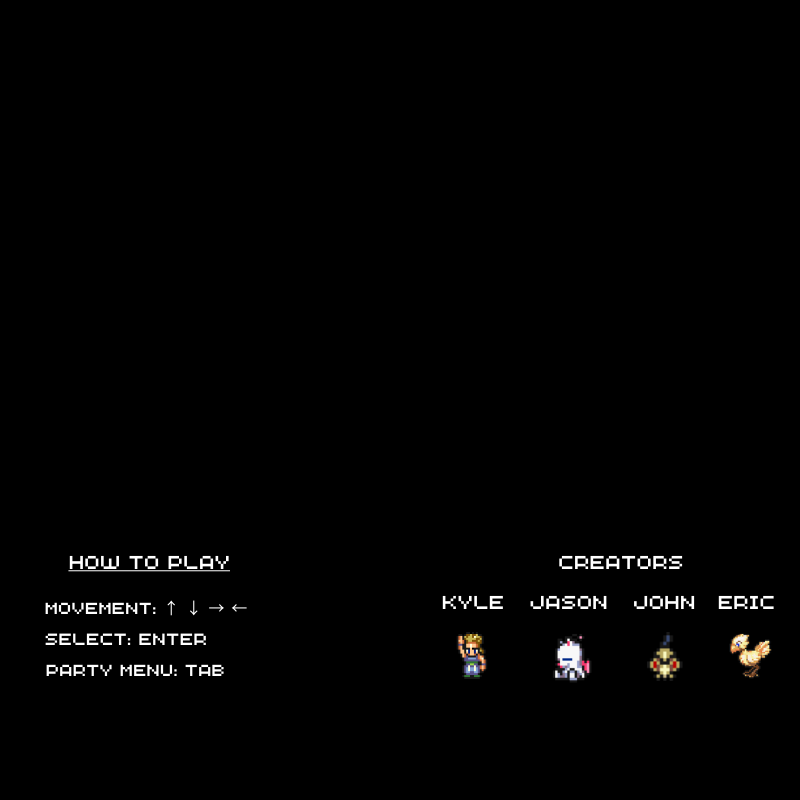 HOW TO PLAY
MOVEMENT: ↑ ↓ → ←
SELECT: ENTER
PARTY MENU: TAB
CREATORS
KYLE JASON JOHN ERIC